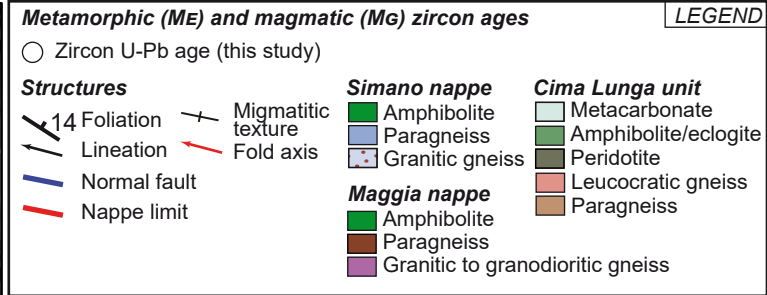 Metamorphic (ME) and magmatic (MG) zircon ages
LEGEND
Zircon U-Pb age (this study)
Structures
14 Foliation
Lineation
Normal fault
Nappe limit
Migmatitic
texture
Fold axis
Simano nappe
Amphibolite
Paragneiss
Granitic gneiss
Maggia nappe
Amphibolite
Paragneiss
Granitic to granodioritic gneiss
Cima Lunga unit
Metacarbonate
Amphibolite/eclogite
Peridotite
Leucocratic gneiss
Paragneiss